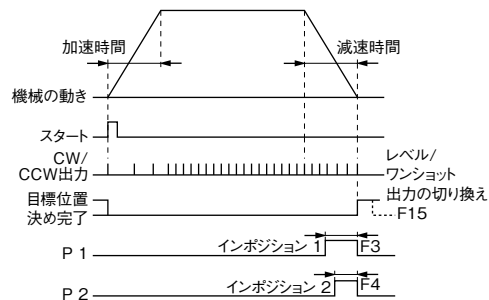 加速時間
減速時間
機械の動き
スタート
CW/
CCW出力
レベル/
ワンショット
出力の切り換え
目標位置
決め完了
F15
インポジション 1
F3
P 1
インポジション 2
F4
P 2